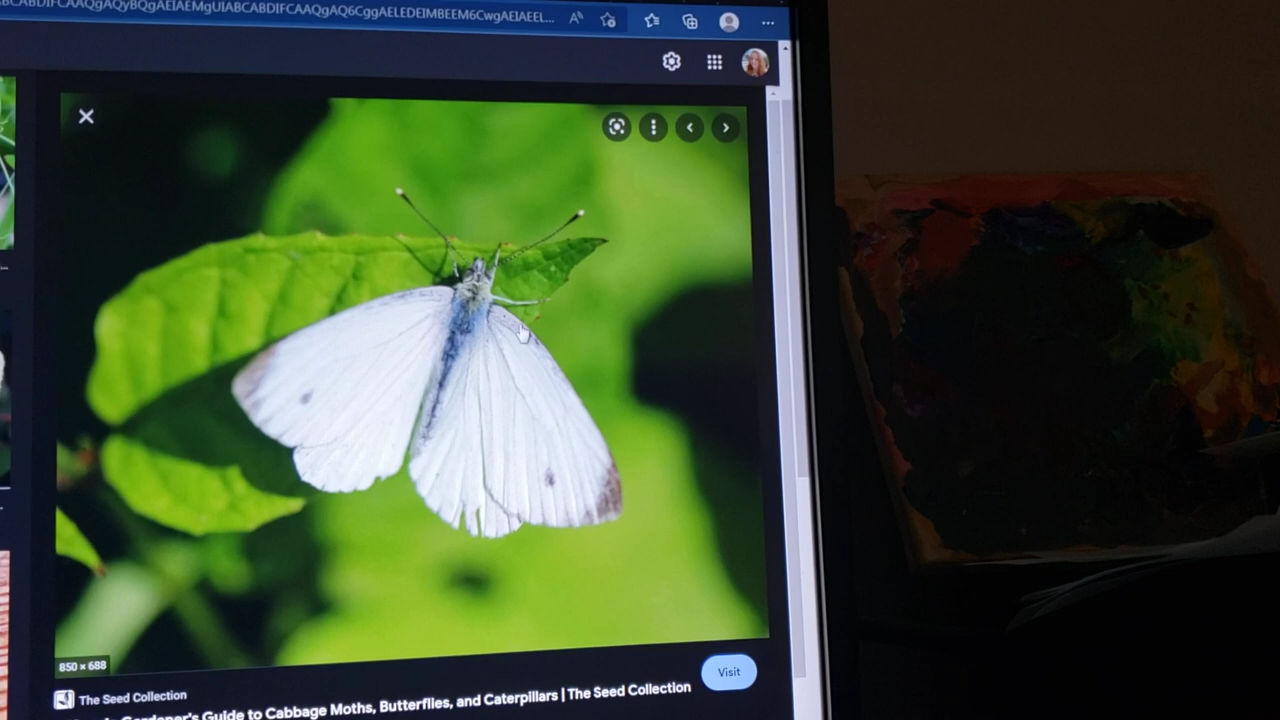 850 × 688
The Seed Collection
Gardener's Guide to Cabbage Moths, Butterflies, and Caterpillars | The Seed Collection
Visit